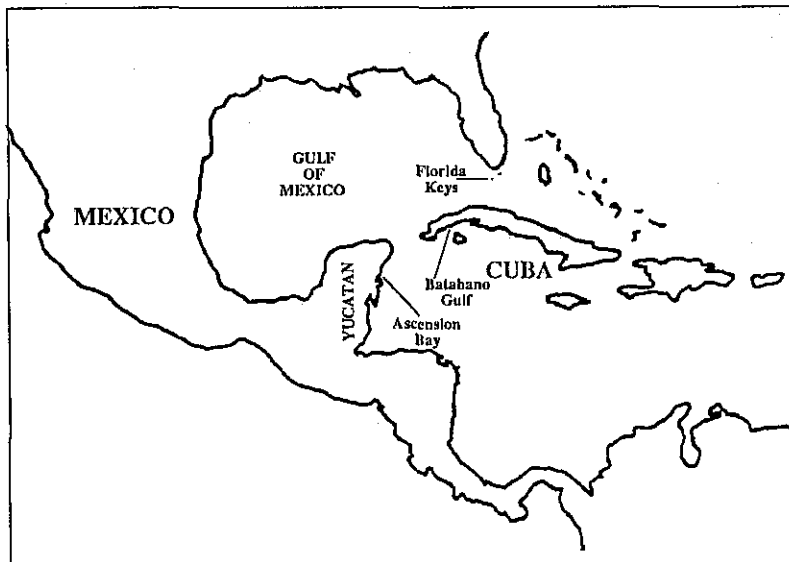 GULF
OF
MEXICO
Florida
Keys
MEXICO
CUBA
Batahano
Gulf
YUCATAN
Ascension
Bay